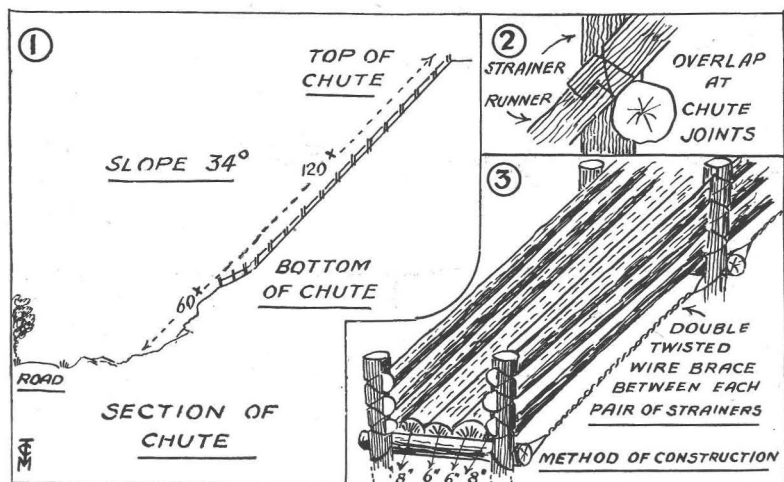 1
TOP OF
CHUTE
SLOPE 34°
120 x
60 x
BOTTOM
OF CHUTE
ROAD
SECTION OF
CHUTE
2
STRAINER
RUNNER
OVERLAP
AT
CHUTE
JOINTS
3
DOUBLE
TWISTED
WIRE BRACE
BETWEEN EACH
PAIR OF STRAINERS
8" 6" 6" 8"
METHOD OF CONSTRUCTION